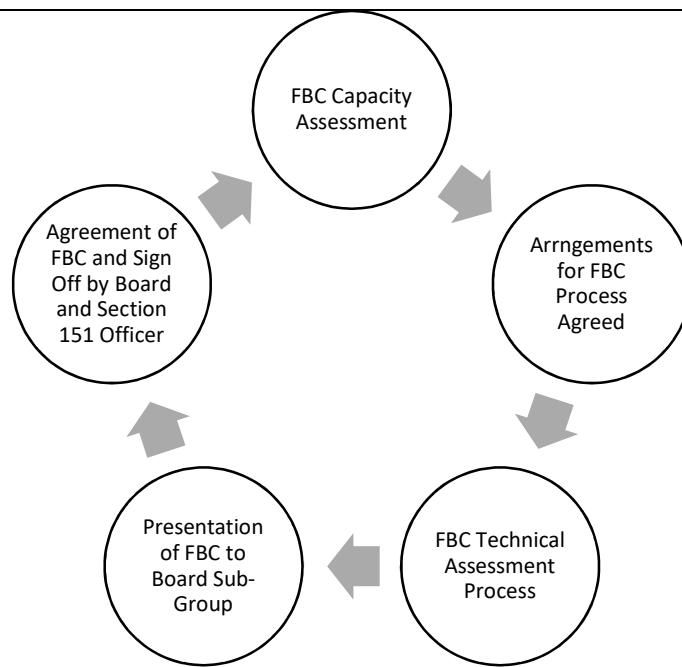 FBC Capacity
Assessment
Arrngements
for FBC
Process
Agreed
FBC Technical
Assessment
Process
Presentation
of FBC to
Board Sub-
Group
Agreement of
FBC and Sign
Off by Board
and Section
151 Officer